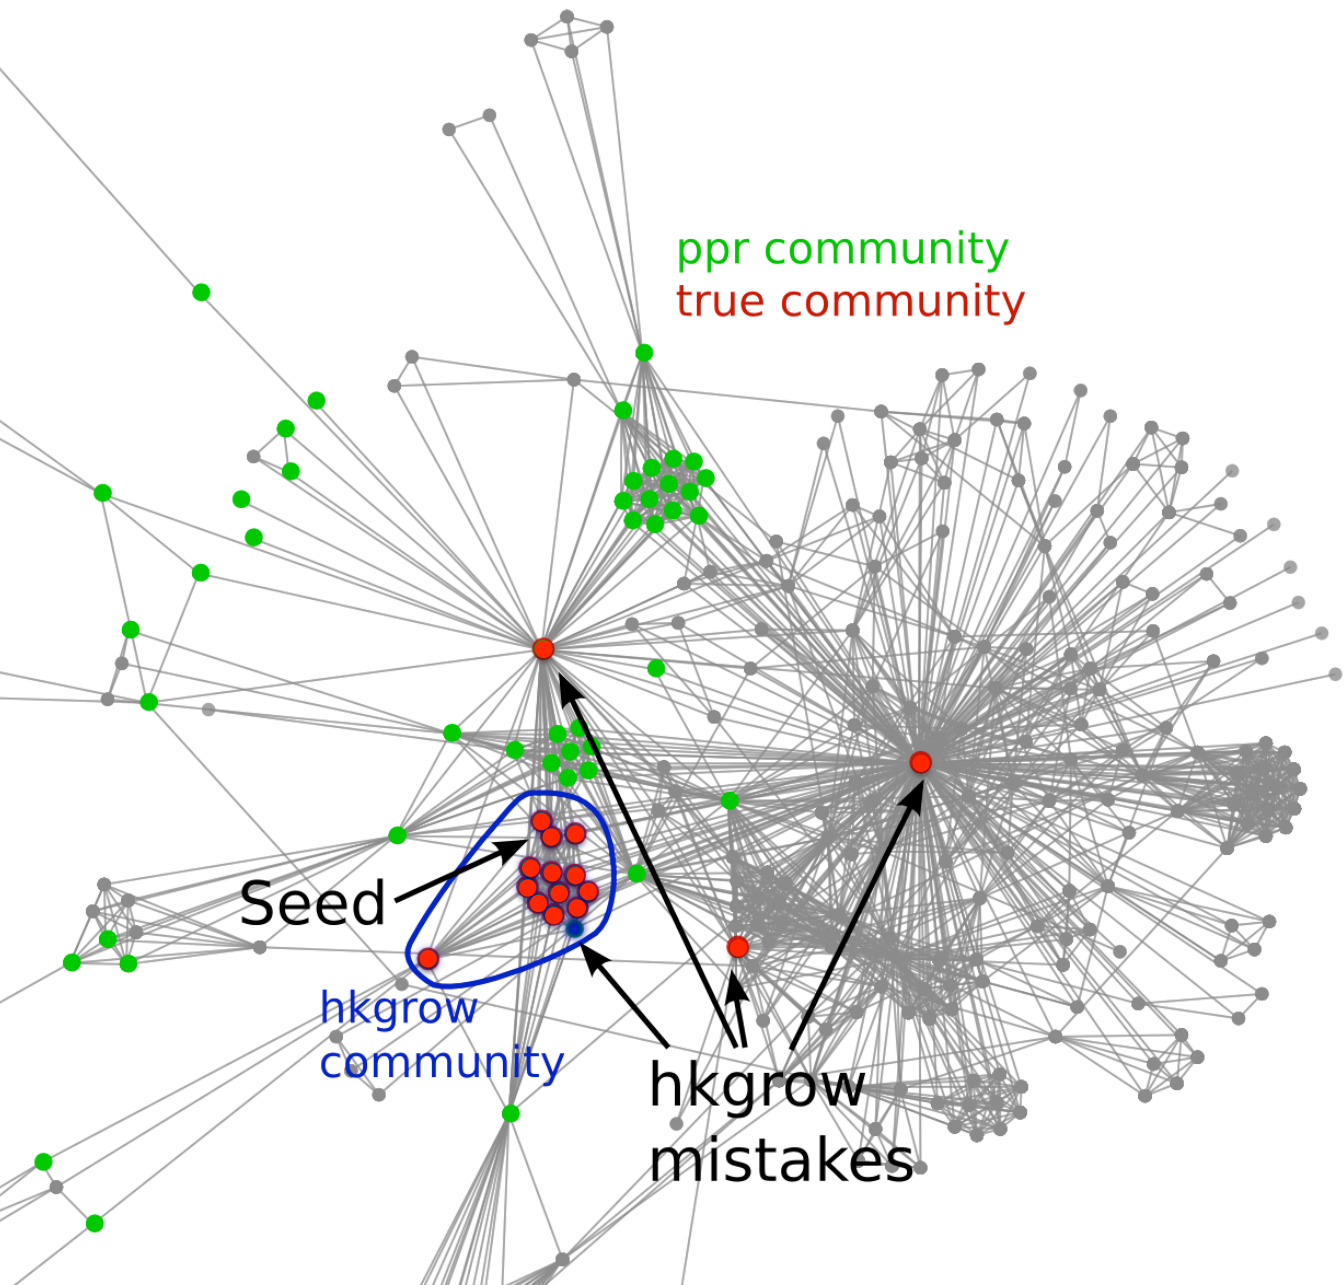 ppr community
true community
Seed
hkgrow
community
hkgrow
mistakes